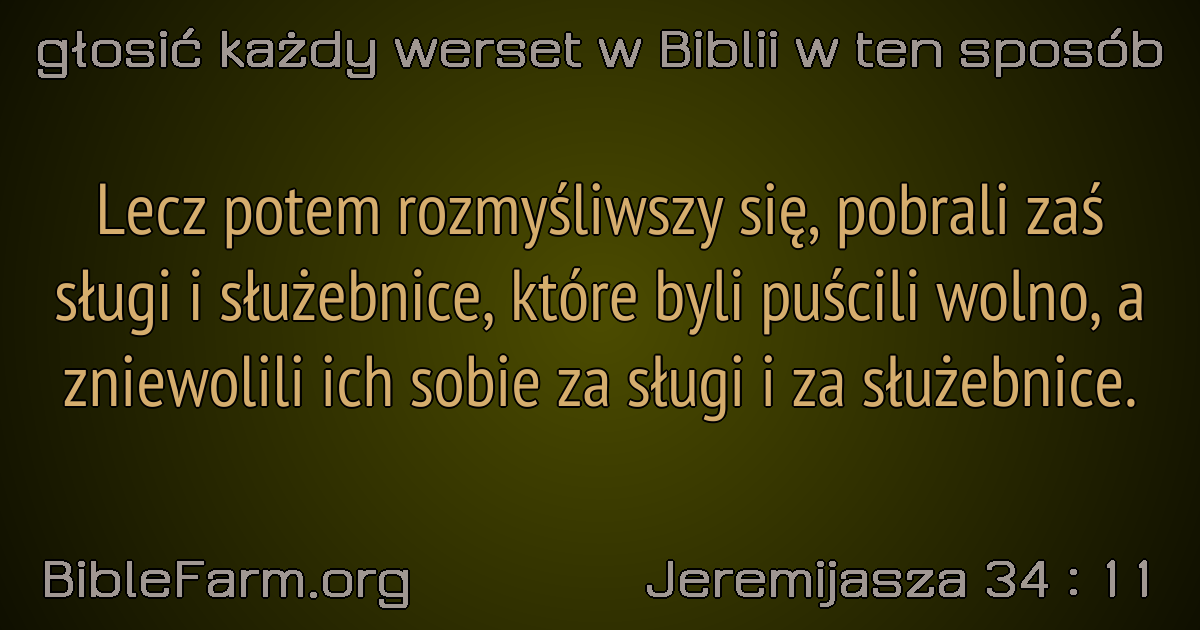 głosić każdy werset w Biblii w ten sposób
Lecz potem rozmyśliwszy się, pobrali zaś
sługi i służebnice, które byli puścili wolno, a
zniewolili ich sobie za sługi i za służebnice.
BibleFarm.org
Jeremijasza 34 : 11